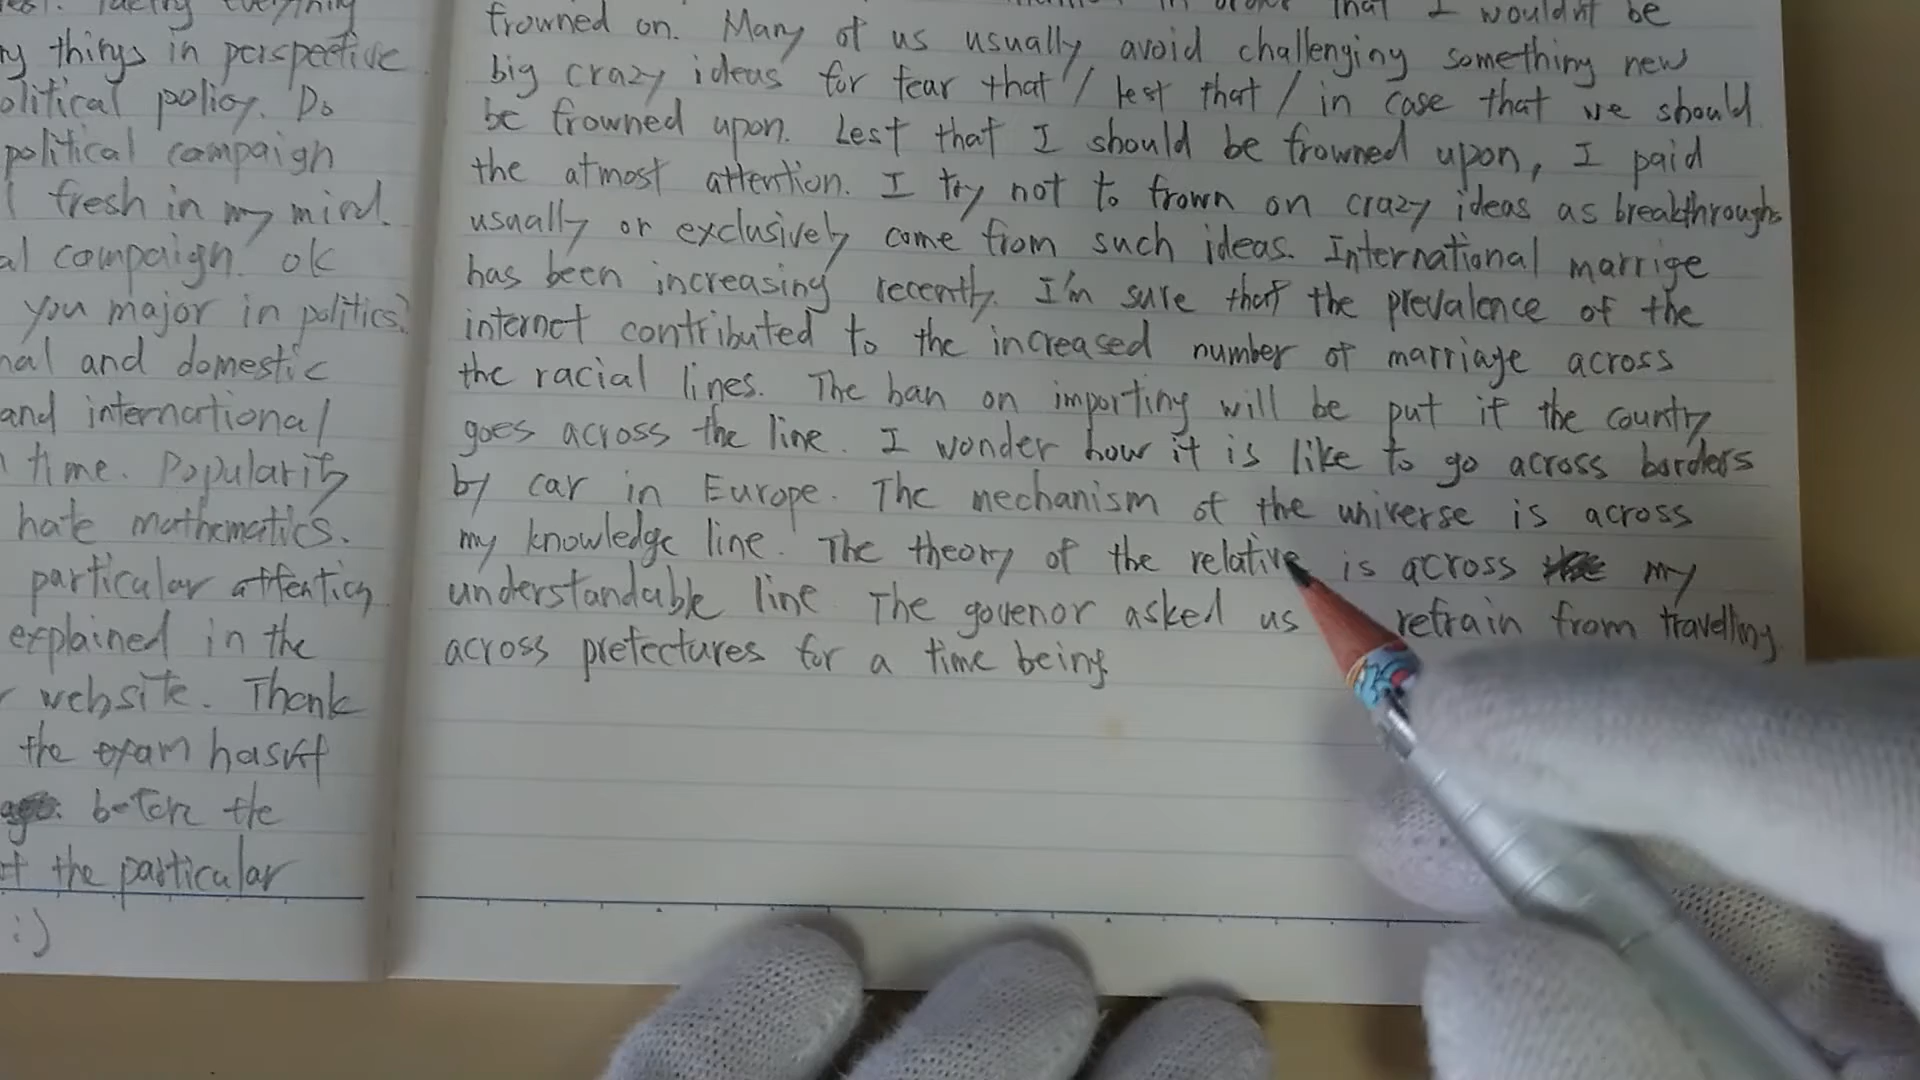 everything
things in perspective
political policy. Do
political campaign
fresh in my mind.
campaign. ok
you major in politics?
and domestic
and international
time. Popularity
hate mathematics.
particular attention
explained in the
website. Thank
the exam hasuff
before the
the particular
:)
in order that I wouldn't be
frowned on. Many of us usually avoid challenging something new
big crazy ideas for fear that / lest that / in case that we should
be frowned upon. Lest that I should be frowned upon, I paid
the atmost attention. I try not to frown on crazy ideas as breakthroughs
usually or exclusively come from such ideas. International marrige
has been increasing recently. I'm sure that the prevalence of the
internet contributed to the increased number of marriage across
the racial lines. The ban on importing will be put if the country
goes across the line. I wonder how it is like to go across borders
by car in Europe. The mechanism of the universe is across
my knowledge line. The theory of the relative is across my
understandable line. The govenor asked us refrain from travelling
across prefectures for a time being.